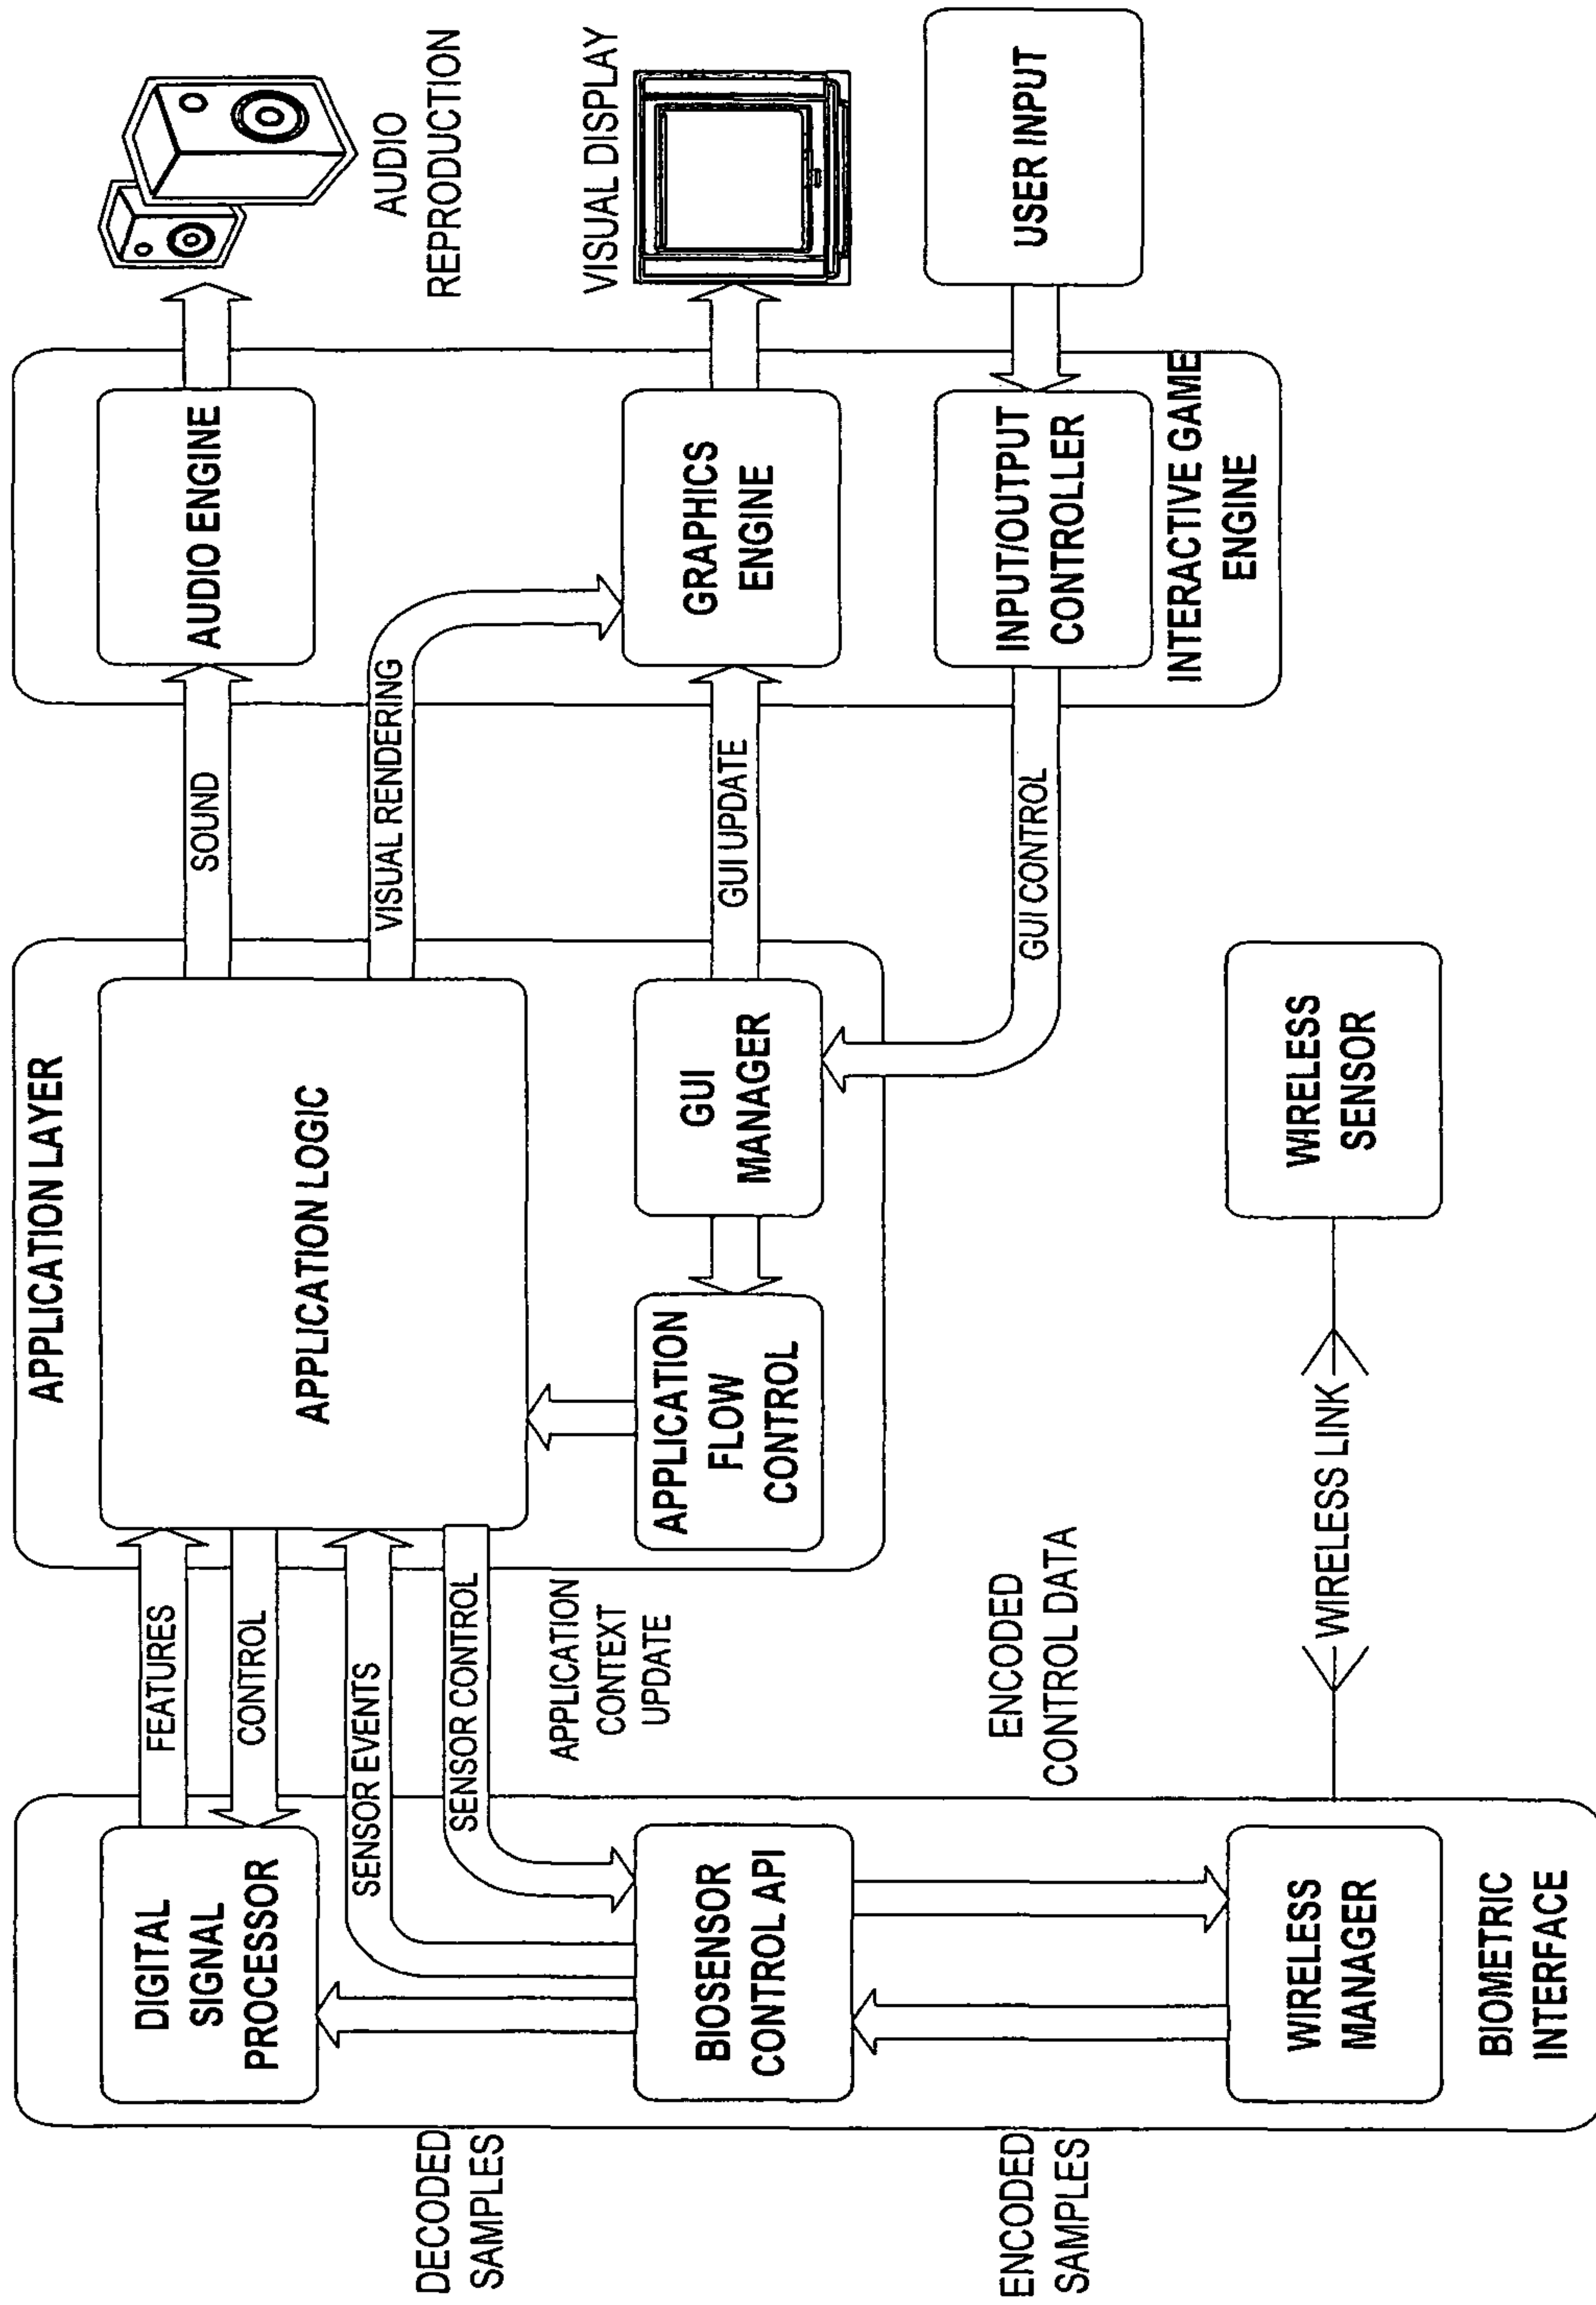 DECODED
SAMPLES
ENCODED
SAMPLES
DIGITAL
SIGNAL
PROCESSOR
BIOSENSOR
CONTROL API
WIRELESS
MANAGER
BIOMETRIC
INTERFACE
FEATURES
CONTROL
SENSOR EVENTS
SENSOR CONTROL
APPLICATION
CONTEXT
UPDATE
ENCODED
CONTROL DATA
WIRELESS LINK
APPLICATION LAYER
APPLICATION LOGIC
APPLICATION
FLOW
CONTROL
GUI
MANAGER
WIRELESS
SENSOR
SOUND
VISUAL RENDERING
GUI UPDATE
GUI CONTROL
AUDIO ENGINE
GRAPHICS
ENGINE
INPUT/OUTPUT
CONTROLLER
INTERACTIVE GAME
ENGINE
AUDIO
REPRODUCTION
VISUAL DISPLAY
USER INPUT